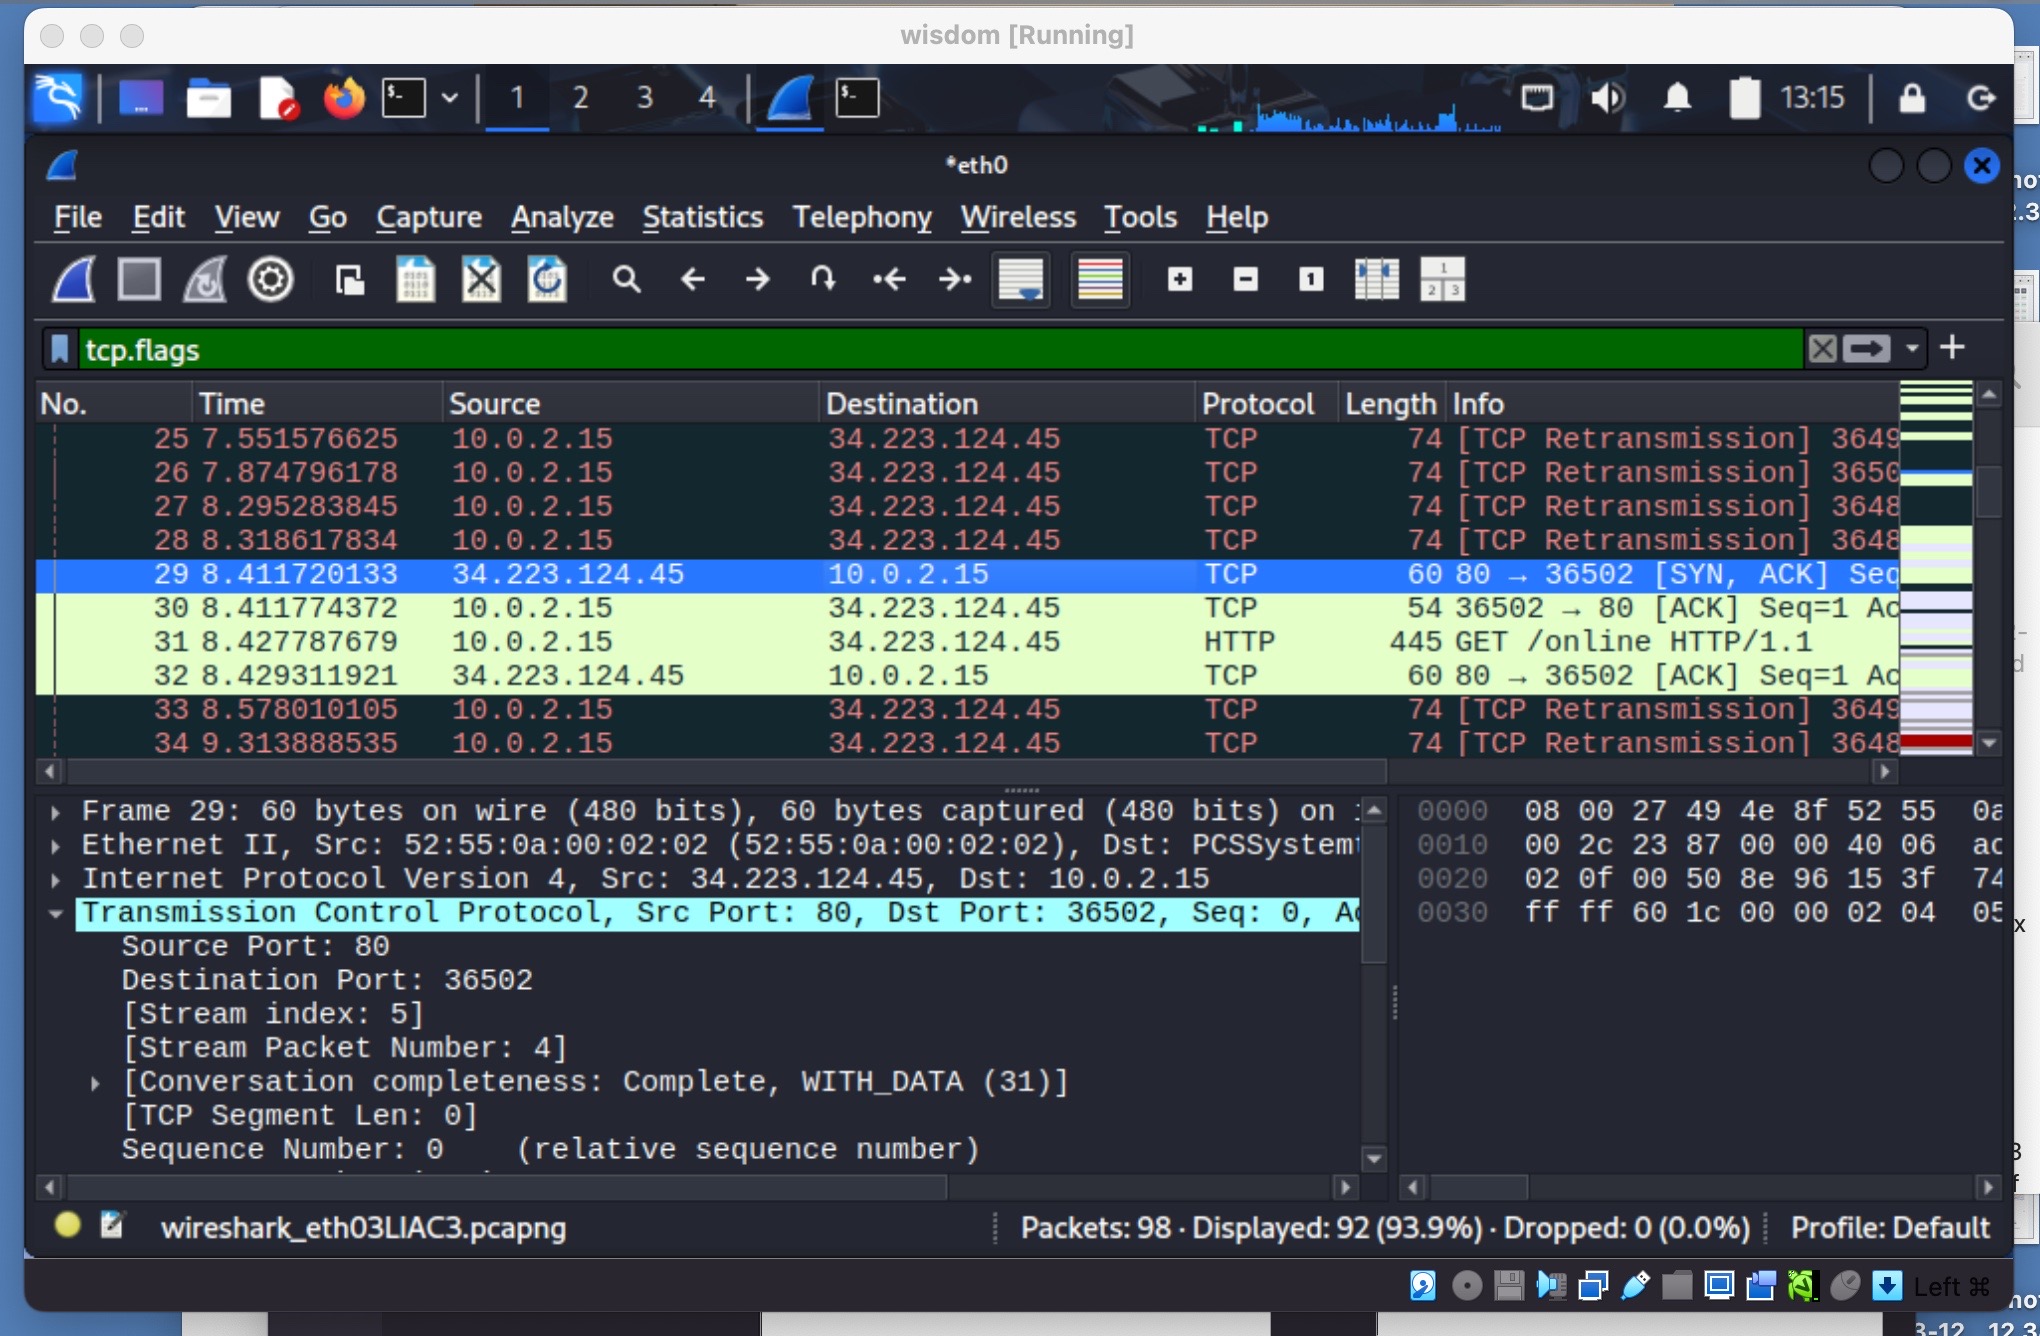 wisdom [Running]
1 2 3 4 13:15
*eth0
File Edit View Go Capture Analyze Statistics Telephony Wireless Tools Help
tcp.flags
No. Time Source Destination Protocol Length Info
25 7.551576625 10.0.2.15 34.223.124.45 TCP 74 [TCP Retransmission] 3649
26 7.874796178 10.0.2.15 34.223.124.45 TCP 74 [TCP Retransmission] 3650
27 8.295283845 10.0.2.15 34.223.124.45 TCP 74 [TCP Retransmission] 3648
28 8.318617834 10.0.2.15 34.223.124.45 TCP 74 [TCP Retransmission] 3648
29 8.411720133 34.223.124.45 10.0.2.15 TCP 60 80 → 36502 [SYN, ACK] Seq
30 8.411774372 10.0.2.15 34.223.124.45 TCP 54 36502 → 80 [ACK] Seq=1 Ac
31 8.427787679 10.0.2.15 34.223.124.45 HTTP 445 GET /online HTTP/1.1
32 8.429311921 34.223.124.45 10.0.2.15 TCP 60 80 → 36502 [ACK] Seq=1 Ac
33 8.578010105 10.0.2.15 34.223.124.45 TCP 74 [TCP Retransmission] 3649
34 9.313888535 10.0.2.15 34.223.124.45 TCP 74 [TCP Retransmission] 3648
Frame 29: 60 bytes on wire (480 bits), 60 bytes captured (480 bits) on
Ethernet II, Src: 52:55:0a:00:02:02 (52:55:0a:00:02:02), Dst: PCSSystemt
Internet Protocol Version 4, Src: 34.223.124.45, Dst: 10.0.2.15
Transmission Control Protocol, Src Port: 80, Dst Port: 36502, Seq: 0, Ac
Source Port: 80
Destination Port: 36502
[Stream index: 5]
[Stream Packet Number: 4]
[Conversation completeness: Complete, WITH_DATA (31)]
[TCP Segment Len: 0]
Sequence Number: 0 (relative sequence number)
0000 08 00 27 49 4e 8f 52 55 0a
0010 00 2c 23 87 00 00 40 06 ac
0020 02 0f 00 50 8e 96 15 3f 74
0030 ff ff 60 1c 00 00 02 04 05
wireshark_eth03LIAC3.pcapng Packets: 98 · Displayed: 92 (93.9%) · Dropped: 0 (0.0%) Profile: Default
Left ⌘